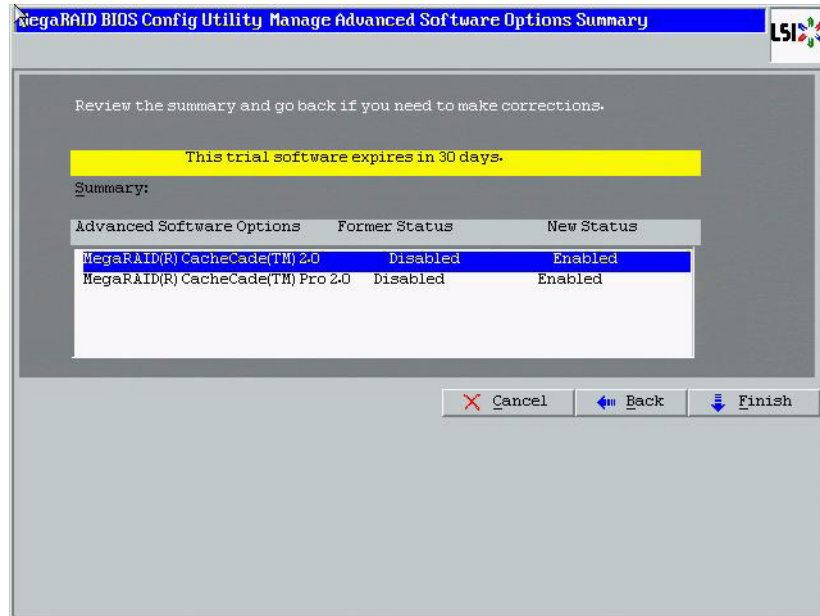 MegaRAID BIOS Config Utility Manage Advanced Software Options Summary
LSI
Review the summary and go back if you need to make corrections.
This trial software expires in 30 days.
Summary:
Advanced Software Options Former Status New Status
MegaRAID(R) CacheCade(TM) 2.0 Disabled Enabled
MegaRAID(R) CacheCade(TM) Pro 2.0 Disabled Enabled
Cancel Back Finish